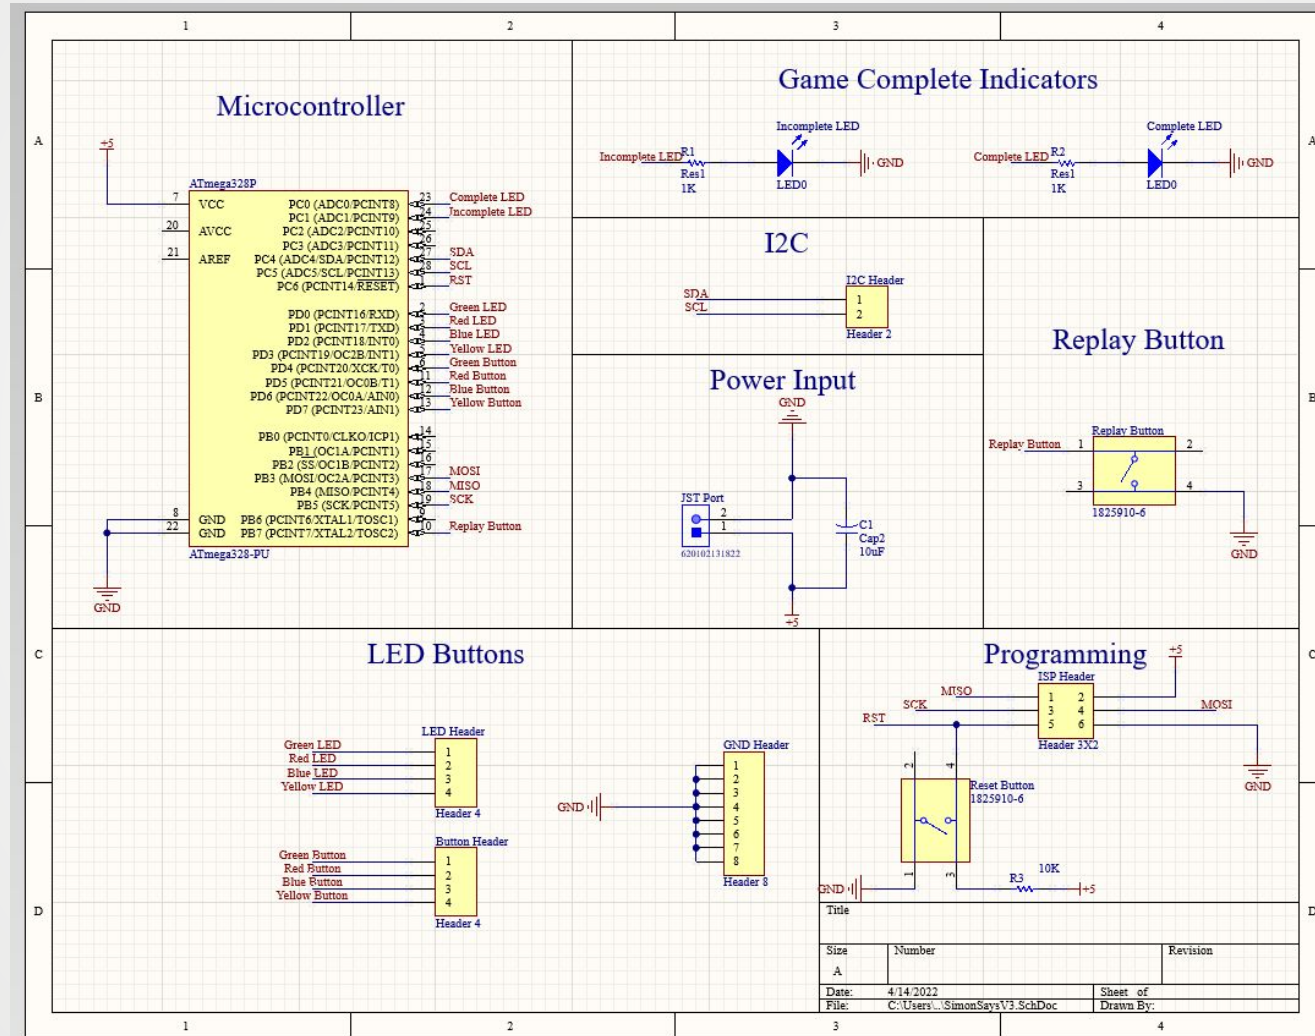 1 2 3 4
A
B
C
D
Microcontroller
+5
ATmega328P
7 VCC
20 AVCC
21 AREF
8 GND
22 GND
GND
PC0 (ADC0/PCINT8) 23 Complete LED
PC1 (ADC1/PCINT9) 24 Incomplete LED
PC2 (ADC2/PCINT10) 25
PC3 (ADC3/PCINT11) 26
PC4 (ADC4/SDA/PCINT12) 27 SDA
PC5 (ADC5/SCL/PCINT13) 28 SCL
PC6 (PCINT14/RESET) 1 RST
PD0 (PCINT16/RXD) 2 Green LED
PD1 (PCINT17/TXD) 3 Red LED
PD2 (PCINT18/INT0) 4 Blue LED
PD3 (PCINT19/OC2B/INT1) 5 Yellow LED
PD4 (PCINT20/XCK/T0) 6 Green Button
PD5 (PCINT21/OC0B/T1) 11 Red Button
PD6 (PCINT22/OC0A/AIN0) 12 Blue Button
PD7 (PCINT23/AIN1) 13 Yellow Button
PB0 (PCINT0/CLKO/ICP1) 14
PB1 (OC1A/PCINT1) 15
PB2 (SS/OC1B/PCINT2) 16
PB3 (MOSI/OC2A/PCINT3) 17 MOSI
PB4 (MISO/PCINT4) 18 MISO
PB5 (SCK/PCINT5) 19 SCK
PB6 (PCINT6/XTAL1/TOSC1) 9
PB7 (PCINT7/XTAL2/TOSC2) 10 Replay Button
ATmega328-PU
Game Complete Indicators
Incomplete LED
Incomplete LED R1 GND
Res1
1K
LED0
Complete LED
Complete LED R2 GND
Res1
1K
LED0
I2C
I2C Header
SDA 1
SCL 2
Header 2
Power Input
GND
JST Port
2
1
620102131822
C1
Cap2
10uF
+5
Replay Button
Replay Button
Replay Button 1 2
3 4
1825910-6
GND
LED Buttons
LED Header
Green LED 1
Red LED 2
Blue LED 3
Yellow LED 4
Header 4
Button Header
Green Button 1
Red Button 2
Blue Button 3
Yellow Button 4
Header 4
GND Header
GND
1
2
3
4
5
6
7
8
Header 8
Programming
+5
ISP Header
MISO 1 2
SCK 3 4 MOSI
RST 5 6
Header 3X2
GND
2 4
Reset Button
1825910-6
1 3
GND R3 10K +5
Title
Size Number Revision
A
Date: 4/14/2022 Sheet of
File: C:\Users\..\SimonSaysV3.SchDoc Drawn By:
A
B
C
D
1 2 3 4